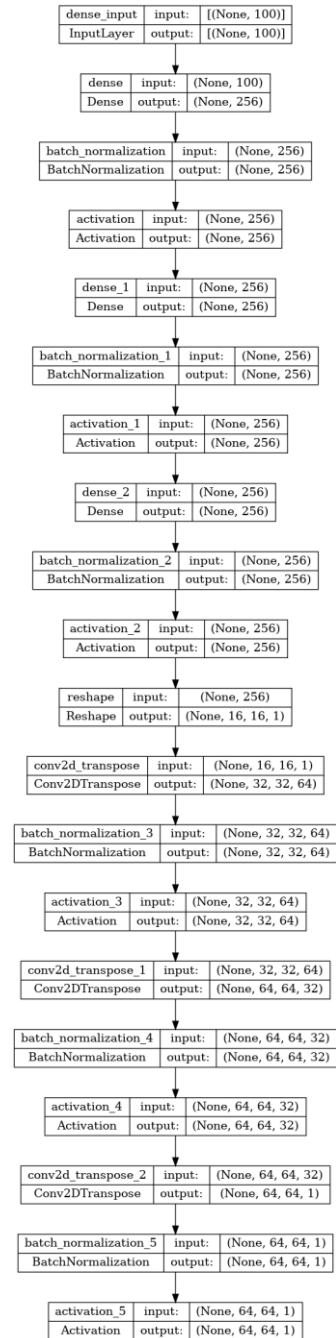 dense_input input: [(None, 100)]
InputLayer output: [(None, 100)]
dense input: (None, 100)
Dense output: (None, 256)
batch_normalization input: (None, 256)
BatchNormalization output: (None, 256)
activation input: (None, 256)
Activation output: (None, 256)
dense_1 input: (None, 256)
Dense output: (None, 256)
batch_normalization_1 input: (None, 256)
BatchNormalization output: (None, 256)
activation_1 input: (None, 256)
Activation output: (None, 256)
dense_2 input: (None, 256)
Dense output: (None, 256)
batch_normalization_2 input: (None, 256)
BatchNormalization output: (None, 256)
activation_2 input: (None, 256)
Activation output: (None, 256)
reshape input: (None, 256)
Reshape output: (None, 16, 16, 1)
conv2d_transpose input: (None, 16, 16, 1)
Conv2DTranspose output: (None, 32, 32, 64)
batch_normalization_3 input: (None, 32, 32, 64)
BatchNormalization output: (None, 32, 32, 64)
activation_3 input: (None, 32, 32, 64)
Activation output: (None, 32, 32, 64)
conv2d_transpose_1 input: (None, 32, 32, 64)
Conv2DTranspose output: (None, 64, 64, 32)
batch_normalization_4 input: (None, 64, 64, 32)
BatchNormalization output: (None, 64, 64, 32)
activation_4 input: (None, 64, 64, 32)
Activation output: (None, 64, 64, 32)
conv2d_transpose_2 input: (None, 64, 64, 32)
Conv2DTranspose output: (None, 64, 64, 1)
batch_normalization_5 input: (None, 64, 64, 1)
BatchNormalization output: (None, 64, 64, 1)
activation_5 input: (None, 64, 64, 1)
Activation output: (None, 64, 64, 1)